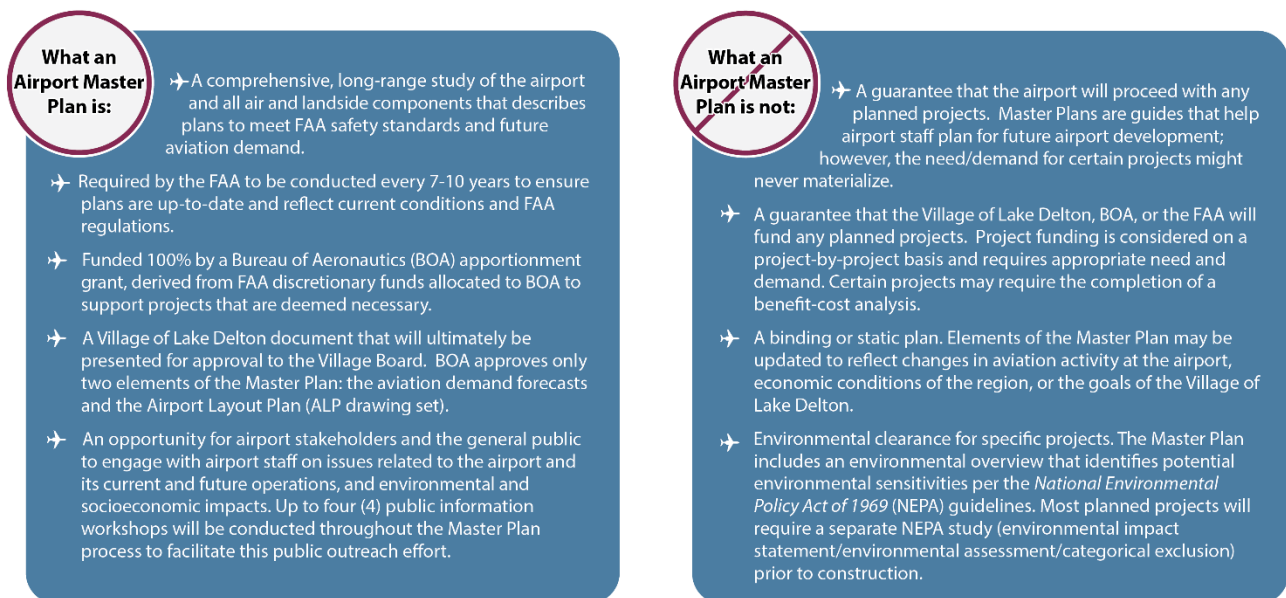 What an
Airport Master
Plan is:
A comprehensive, long-range study of the airport
and all air and landside components that describes
plans to meet FAA safety standards and future
aviation demand.
Required by the FAA to be conducted every 7-10 years to ensure
plans are up-to-date and reflect current conditions and FAA
regulations.
Funded 100% by a Bureau of Aeronautics (BOA) apportionment
grant, derived from FAA discretionary funds allocated to BOA to
support projects that are deemed necessary.
A Village of Lake Delton document that will ultimately be
presented for approval to the Village Board.  BOA approves only
two elements of the Master Plan: the aviation demand forecasts
and the Airport Layout Plan (ALP drawing set).
An opportunity for airport stakeholders and the general public
to engage with airport staff on issues related to the airport and
its current and future operations, and environmental and
socioeconomic impacts. Up to four (4) public information
workshops will be conducted throughout the Master Plan
process to facilitate this public outreach effort.
What an
Airport Master
Plan is not:
A guarantee that the airport will proceed with any
planned projects.  Master Plans are guides that help
airport staff plan for future airport development;
however, the need/demand for certain projects might
never materialize.
A guarantee that the Village of Lake Delton, BOA, or the FAA will
fund any planned projects.  Project funding is considered on a
project-by-project basis and requires appropriate need and
demand. Certain projects may require the completion of a
benefit-cost analysis.
A binding or static plan. Elements of the Master Plan may be
updated to reflect changes in aviation activity at the airport,
economic conditions of the region, or the goals of the Village of
Lake Delton.
Environmental clearance for specific projects. The Master Plan
includes an environmental overview that identifies potential
environmental sensitivities per the National Environmental
Policy Act of 1969 (NEPA) guidelines. Most planned projects will
require a separate NEPA study (environmental impact
statement/environmental assessment/categorical exclusion)
prior to construction.